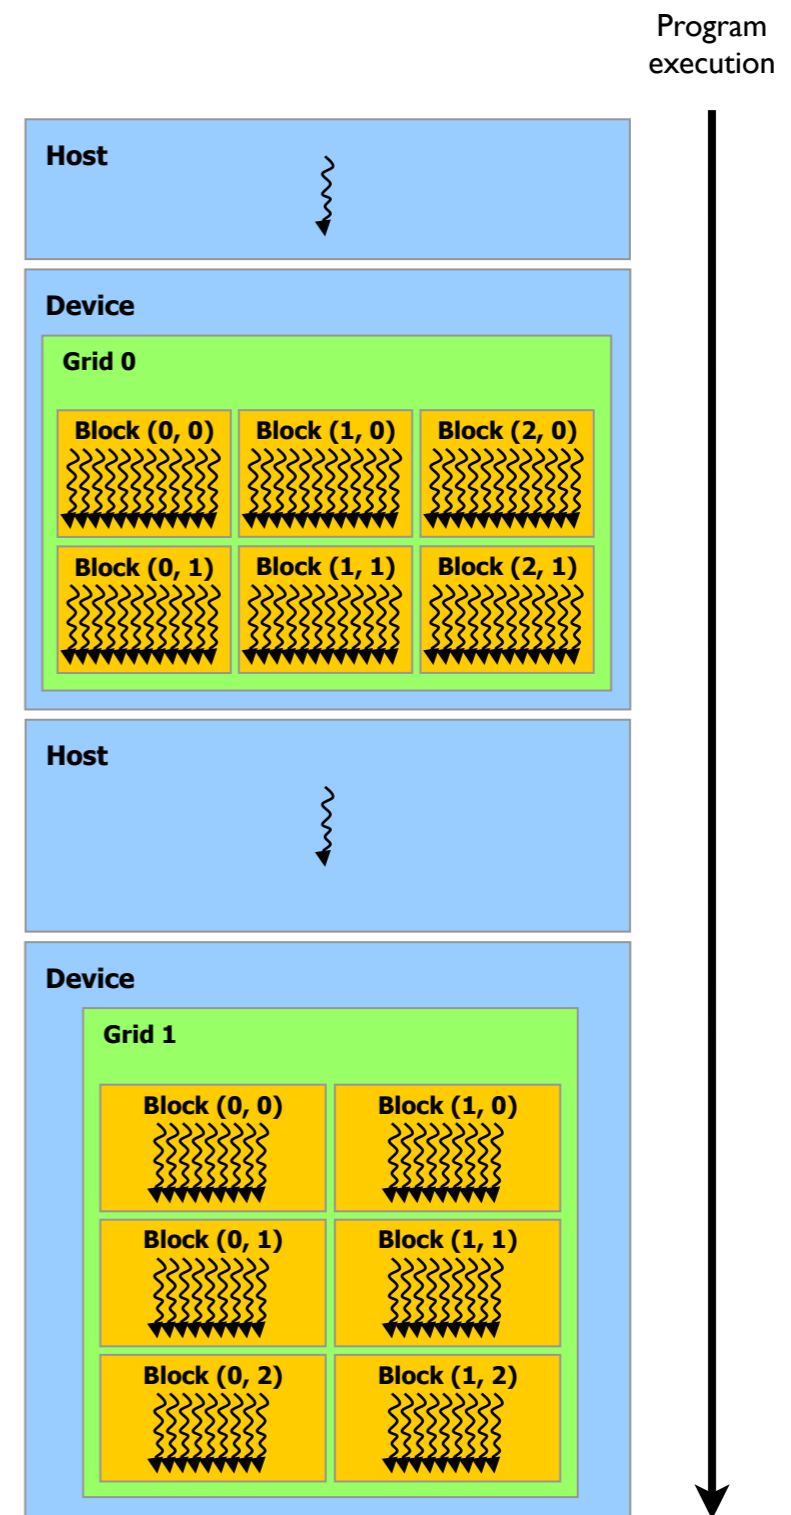 Program
execution
Host
Device
Grid 0
Block (0, 0) Block (1, 0) Block (2, 0)
Block (0, 1) Block (1, 1) Block (2, 1)
Host
Device
Grid 1
Block (0, 0) Block (1, 0)
Block (0, 1) Block (1, 1)
Block (0, 2) Block (1, 2)